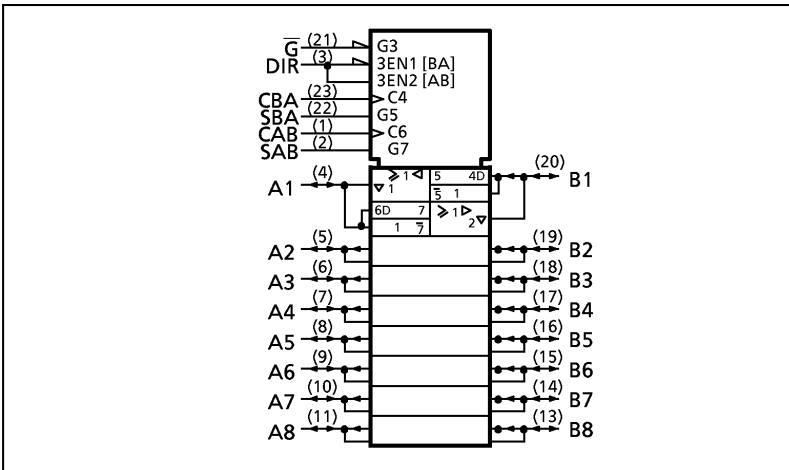 G̅ (21) G3
DIR (3) 3EN1 [BA]
3EN2 [AB]
CBA (23) C4
SBA (22) G5
CAB (1) C6
SAB (2) G7
A1 (4) ≥1 ◁ 5 4D (20) B1
▽ 1 5̅ 1
6D 7 ≥1 ▷
1 7̅ 2 ▽
A2 (5) (19) B2
A3 (6) (18) B3
A4 (7) (17) B4
A5 (8) (16) B5
A6 (9) (15) B6
A7 (10) (14) B7
A8 (11) (13) B8